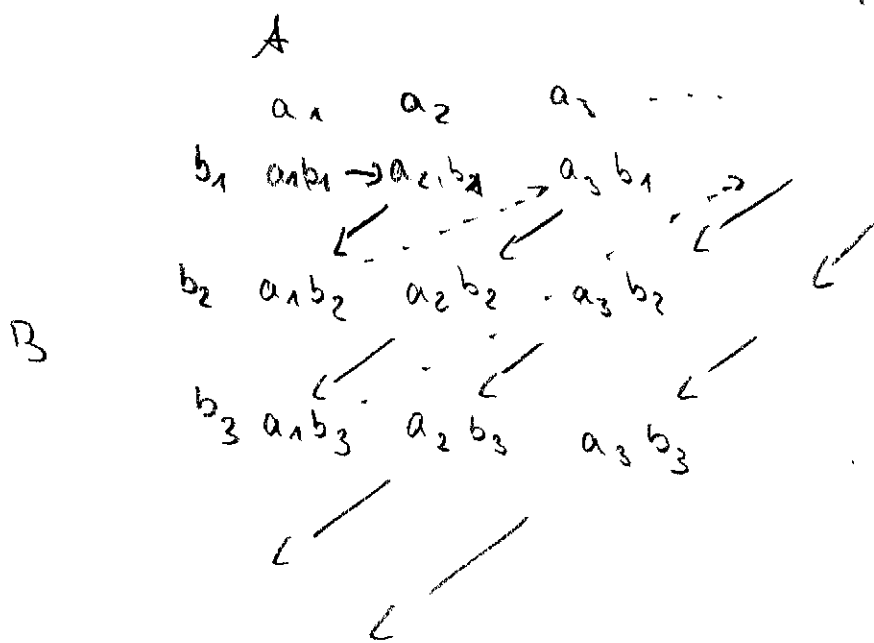 A
a1 a2 a3 ...
b1 a1b1 → a2b1 a3b1
b2 a1b2 a2b2 a3b2
B
b3 a1b3 a2b3 a3b3